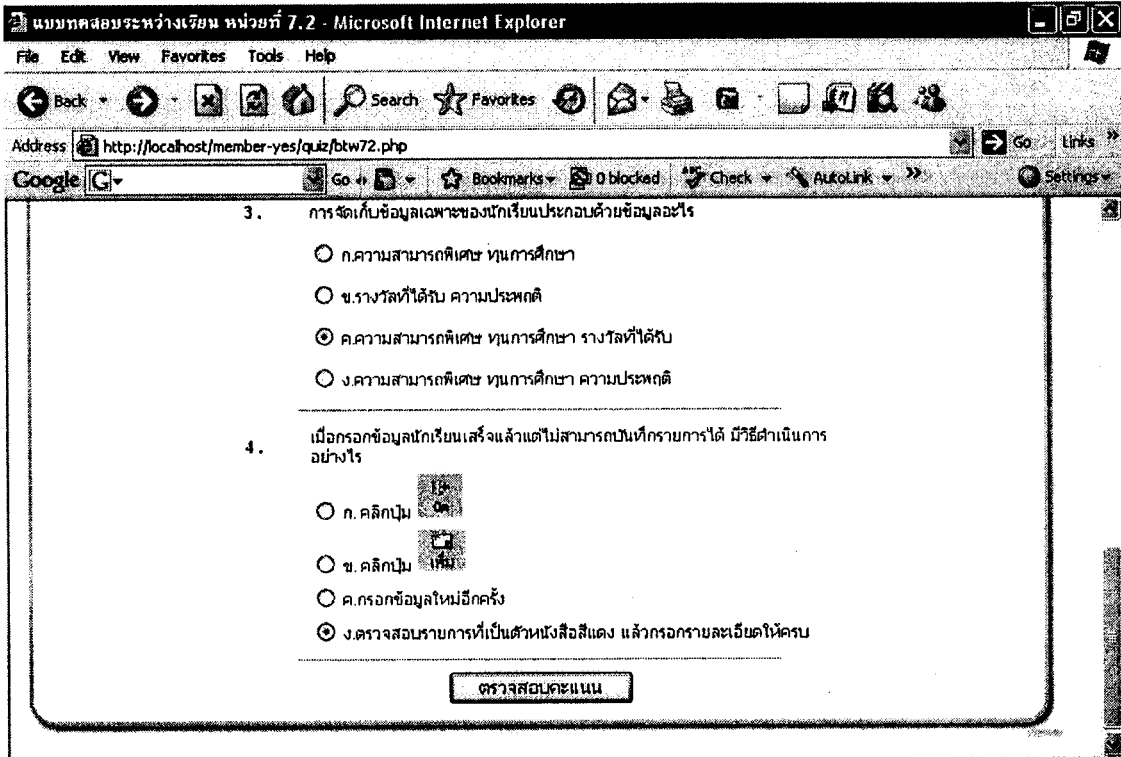 แบบทดสอบระหว่างเรียน หน่วยที่ 7.2 - Microsoft Internet Explorer
File Edit View Favorites Tools Help
Back Search Favorites
Address http://localhost/member-yes/quiz/btw72.php Go Links »
Google G Go Bookmarks 0 blocked ABC Check AutoLink » Settings
3. การจัดเก็บข้อมูลเฉพาะของนักเรียนประกอบด้วยข้อมูลอะไร
ก.ความสามารถพิเศษ ทุนการศึกษา
ข.รางวัลที่ได้รับ ความประพฤติ
ค.ความสามารถพิเศษ ทุนการศึกษา รางวัลที่ได้รับ
ง.ความสามารถพิเศษ ทุนการศึกษา ความประพฤติ
4. เมื่อกรอกข้อมูลนักเรียนเสร็จแล้วแต่ไม่สามารถบันทึกรายการได้ มีวิธีดำเนินการ
อย่างไร
ก. คลิกปุ่ม
ข. คลิกปุ่ม เพิ่ม
ค.กรอกข้อมูลใหม่อีกครั้ง
ง.ตรวจสอบรายการที่เป็นตัวหนังสือสีแดง แล้วกรอกรายละเอียดให้ครบ
ตรวจสอบคะแนน